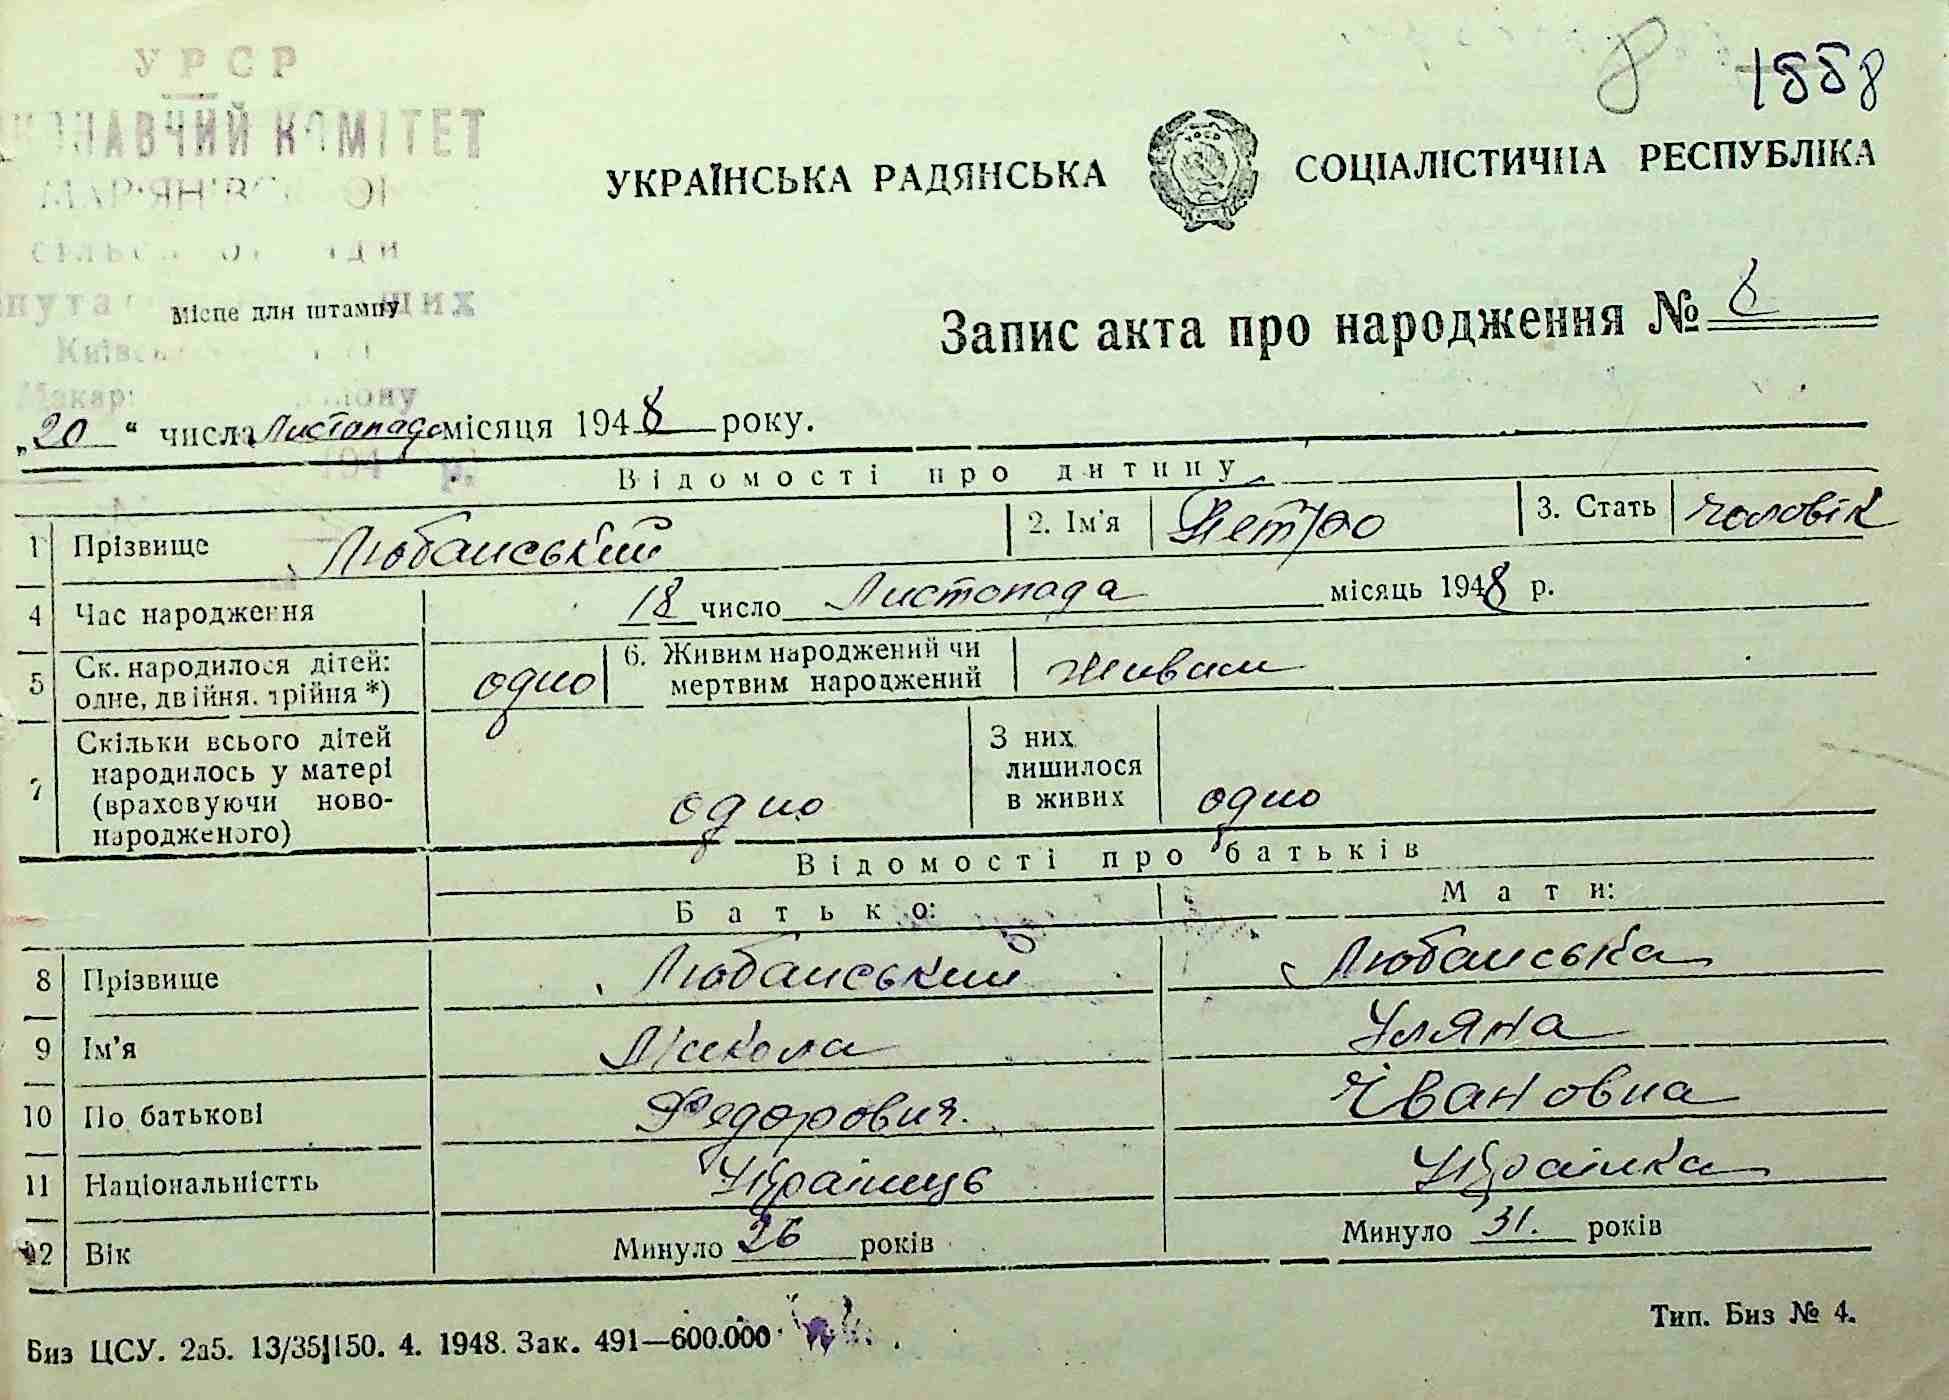 УРСР
КОМІТЕТ
8
1558
УКРАЇНСЬКА РАДЯНСЬКА СОЦІАЛІСТИЧНА РЕСПУБЛІКА
Місце для штампу
Запис акта про народження № 8
„20“ числа Листопада місяця 1948 року.
Відомості про дитину
1 Прізвище Любанський 2. Ім'я Петро 3. Стать человік
4 Час народження 18 число Листопада місяць 1948 р.
5 Ск. народилося дітей: одно 6. Живим народжений чи Живим
одне, двійня, трійня *) мертвим народжений
7 Скільки всього дітей З них
народилось у матері лишилося
(враховуючи ново- одно в живих одно
народженого)
Відомості про батьків
Батько: Мати:
8 Прізвище Любанський Любанська
9 Ім'я Микола Уляна
10 По батькові Федорович. Івановна
11 Національністть Українець Українка
12 Вік Минуло 26 років Минуло 31. років
Биз ЦСУ. 2а5. 13/35 150. 4. 1948. Зак. 491—600.000 Тип. Биз № 4.